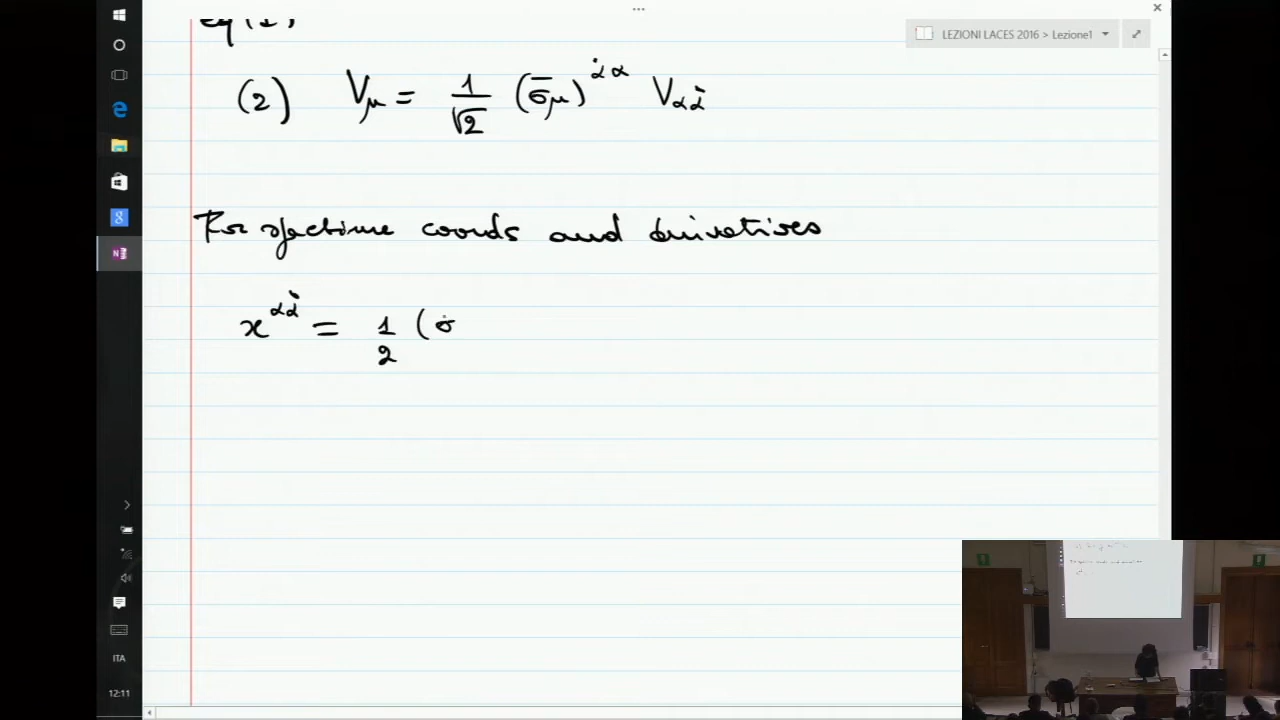 eq (1)
LEZIONI LACES 2016 > Lezione1
(2) V_μ = 1/√2 (σ̄_μ)^{α̇α} V_{αα̇}
For spacetime coords and derivatives
x^{αα̇} = 1/2 (σ
ITA
12:11